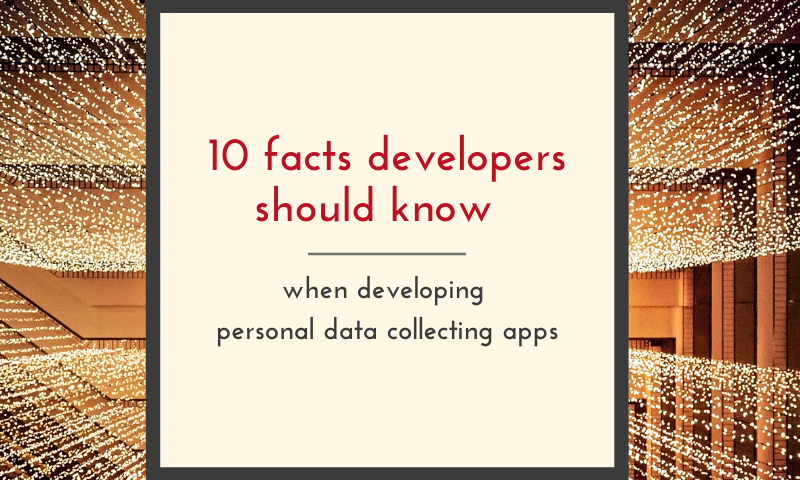 10 facts developers
should know
when developing
personal data collecting apps